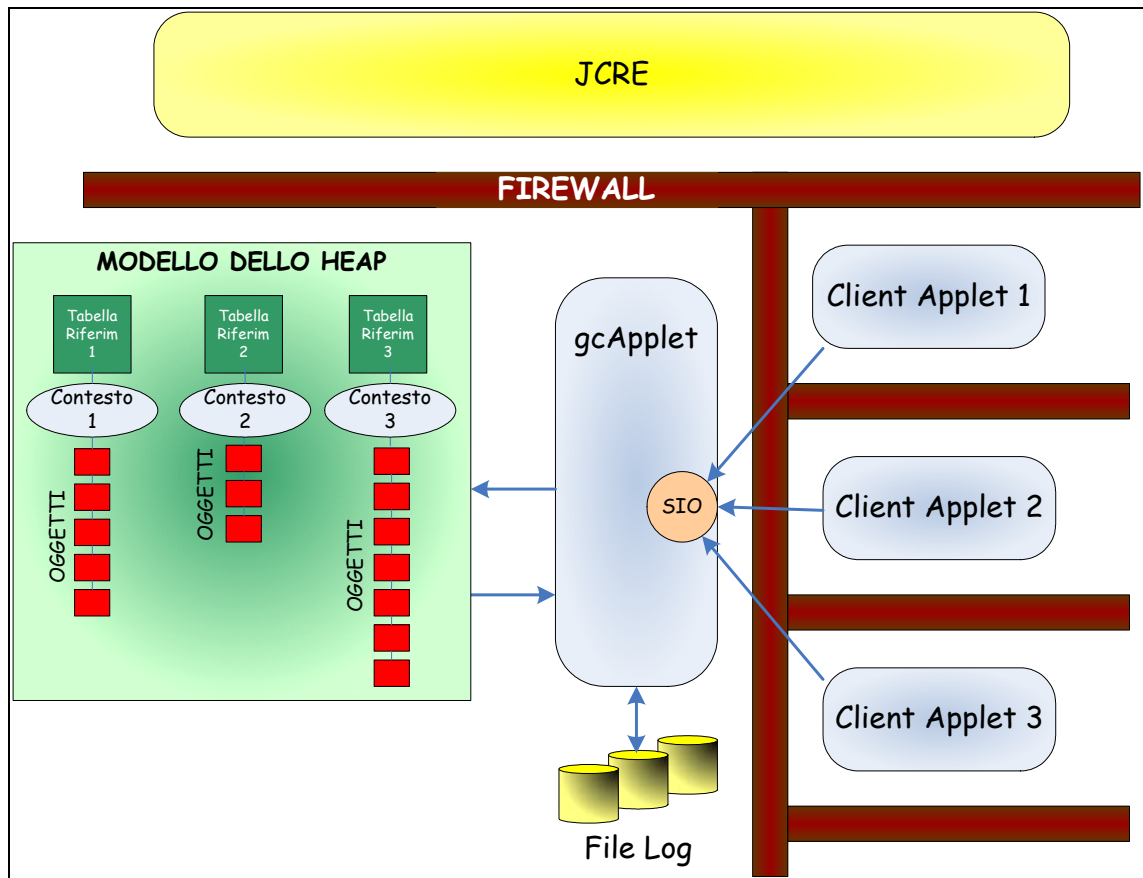 JCRE
FIREWALL
MODELLO DELLO HEAP
Tabella
Riferim
1
Tabella
Riferim
2
Tabella
Riferim
3
Contesto
1
Contesto
2
Contesto
3
OGGETTI
OGGETTI
OGGETTI
gcApplet
SIO
File Log
Client Applet 1
Client Applet 2
Client Applet 3